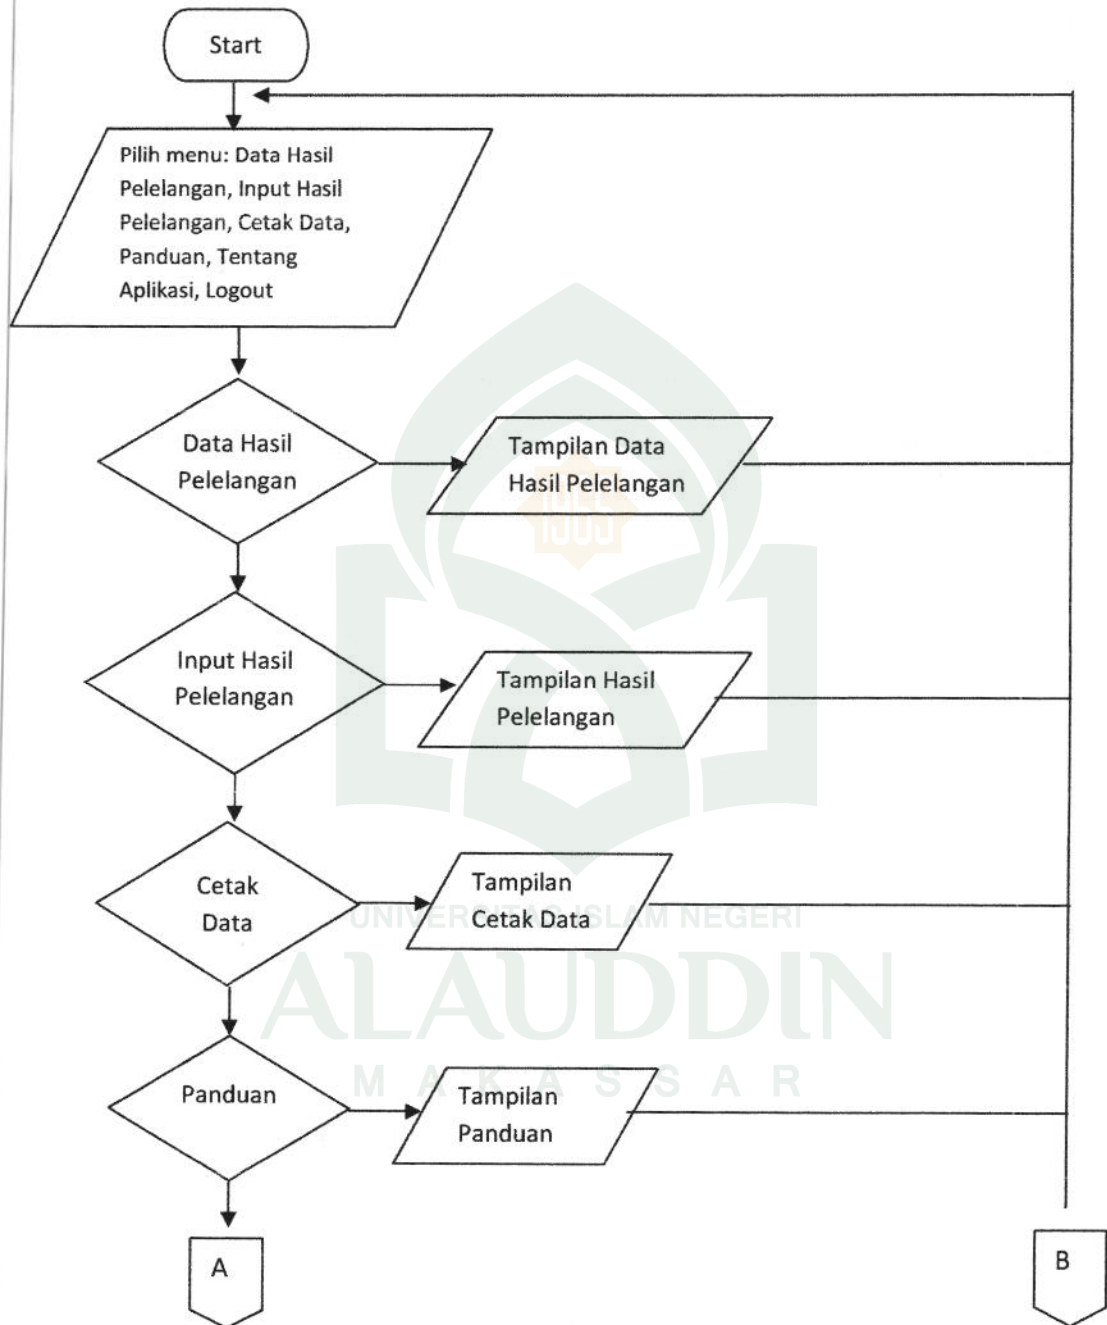 Start
Pilih menu: Data Hasil
Pelelangan, Input Hasil
Pelelangan, Cetak Data,
Panduan, Tentang
Aplikasi, Logout
Data Hasil
Pelelangan
Tampilan Data
Hasil Pelelangan
1965
Input Hasil
Pelelangan
Tampilan Hasil
Pelelangan
Cetak
Data
Tampilan
Cetak Data
UNIVERSITAS ISLAM NEGERI
ALAUDDIN
MAKASSAR
Panduan
Tampilan
Panduan
A
B